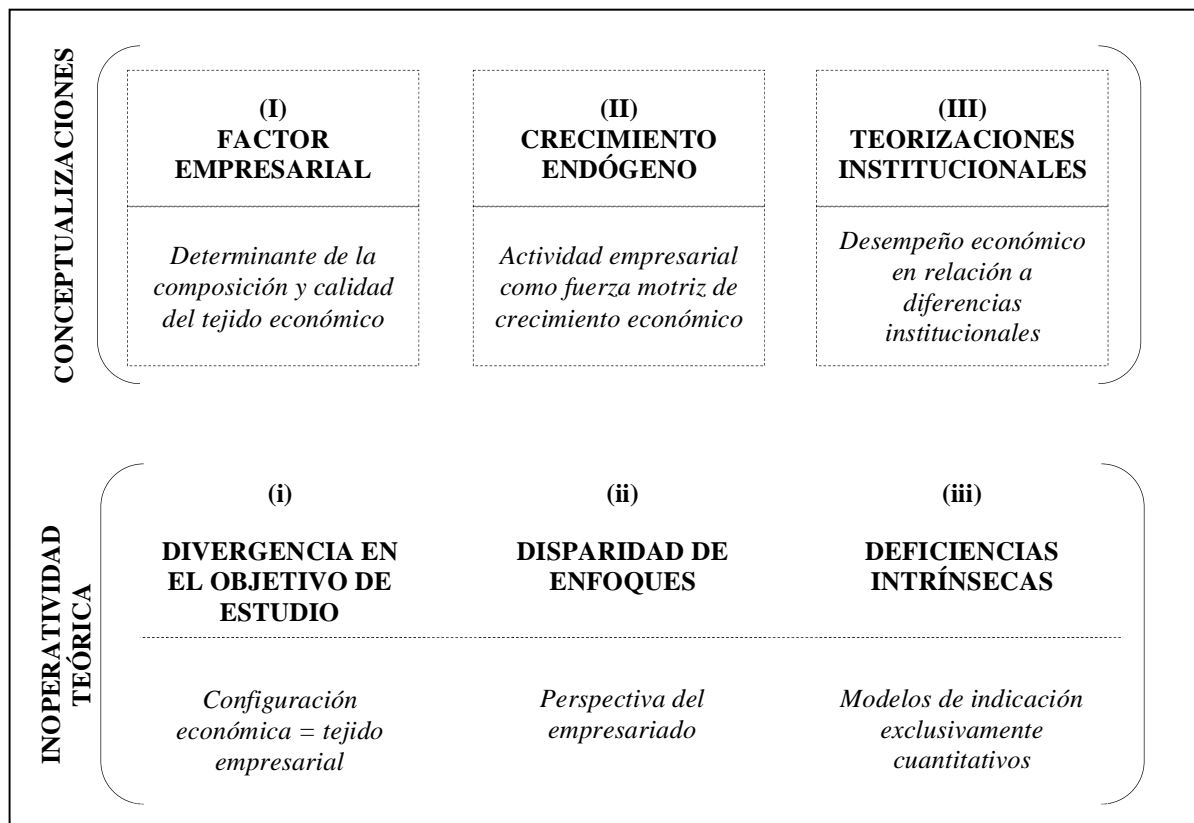 CONCEPTUALIZACIONES
(I)
FACTOR
EMPRESARIAL
Determinante de la
composición y calidad
del tejido económico
(II)
CRECIMIENTO
ENDÓGENO
Actividad empresarial
como fuerza motriz de
crecimiento económico
(III)
TEORIZACIONES
INSTITUCIONALES
Desempeño económico
en relación a
diferencias
institucionales
INOPERATIVIDAD
TEÓRICA
(i)
DIVERGENCIA EN
EL OBJETIVO DE
ESTUDIO
Configuración
económica = tejido
empresarial
(ii)
DISPARIDAD DE
ENFOQUES
Perspectiva del
empresariado
(iii)
DEFICIENCIAS
INTRÍNSECAS
Modelos de indicación
exclusivamente
cuantitativos